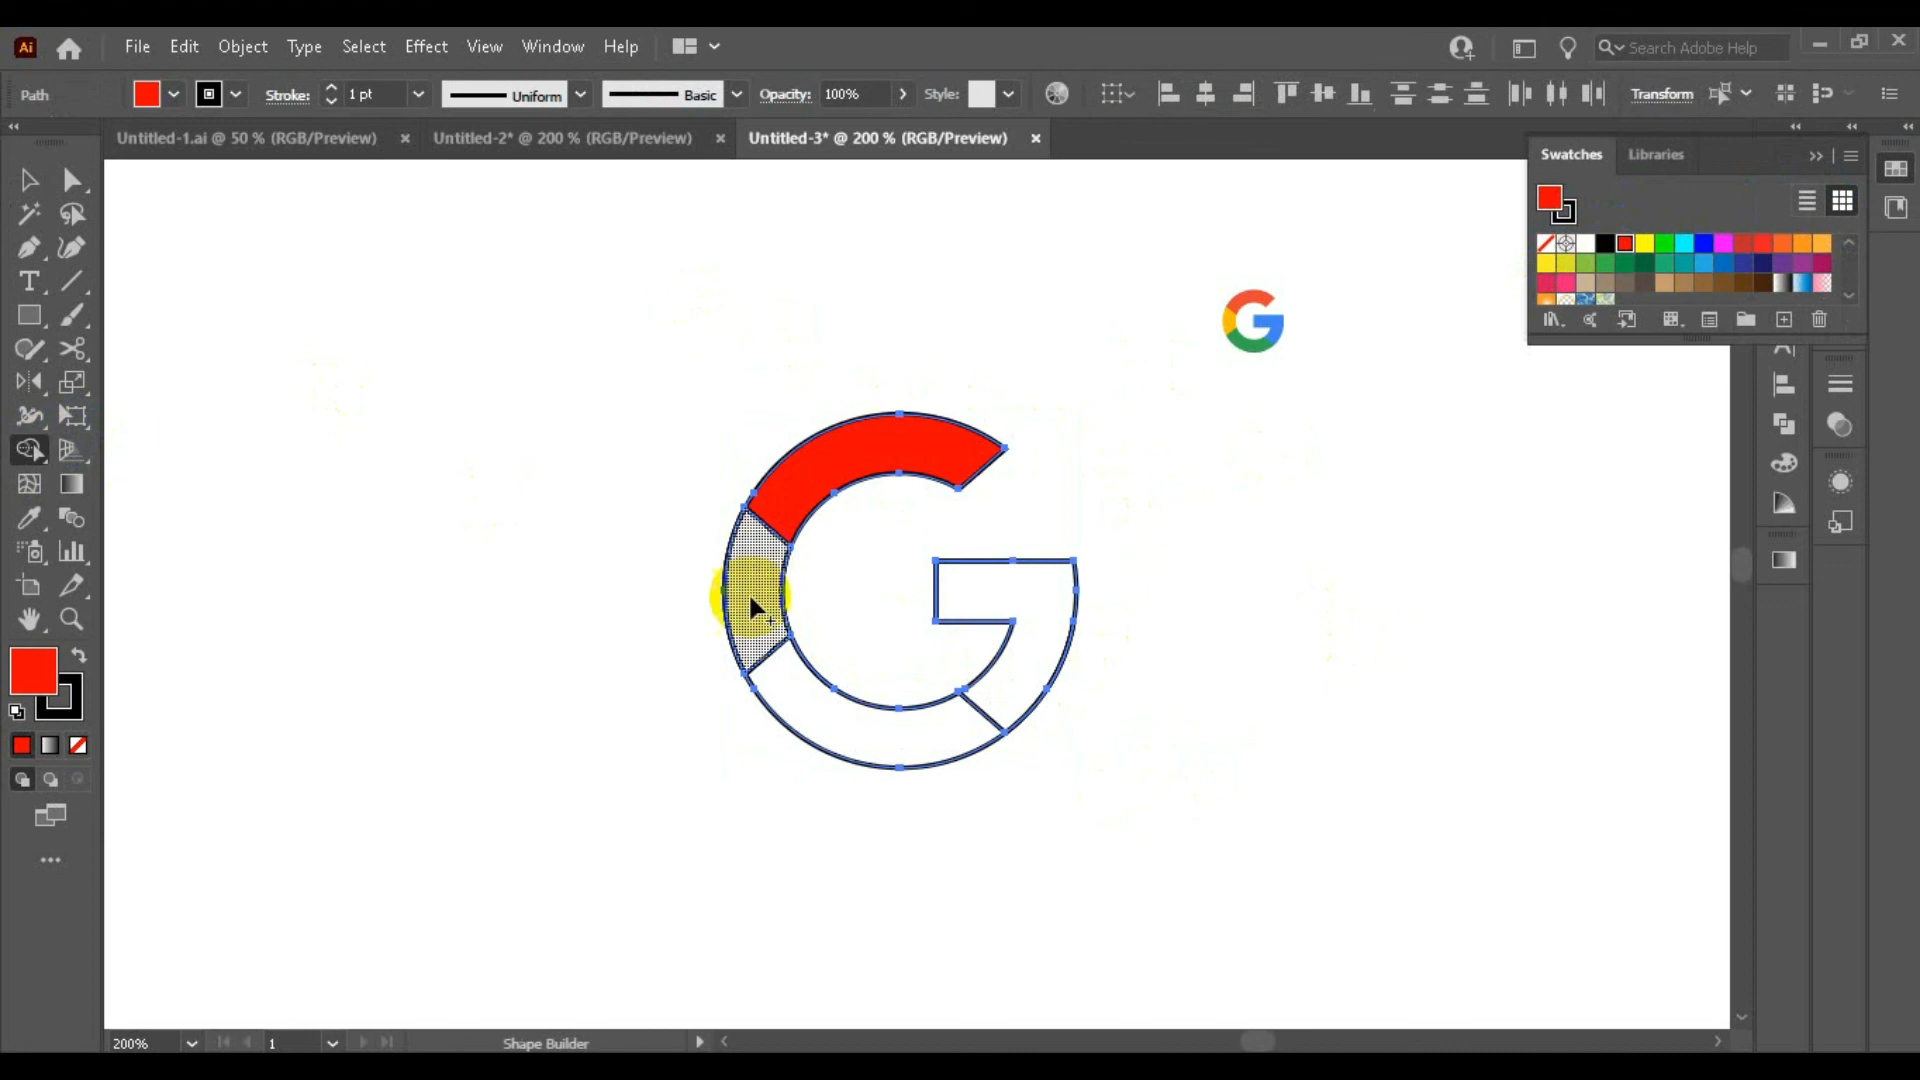 Ai File Edit Object Type Select Effect View Window Help Search Adobe Help
Path Stroke: 1 pt Uniform Basic Opacity: 100% Style: Transform
Untitled-1.ai @ 50 % (RGB/Preview) × Untitled-2* @ 200 % (RGB/Preview) × Untitled-3* @ 200 % (RGB/Preview) ×
Swatches Libraries
G
200% 1 Shape Builder